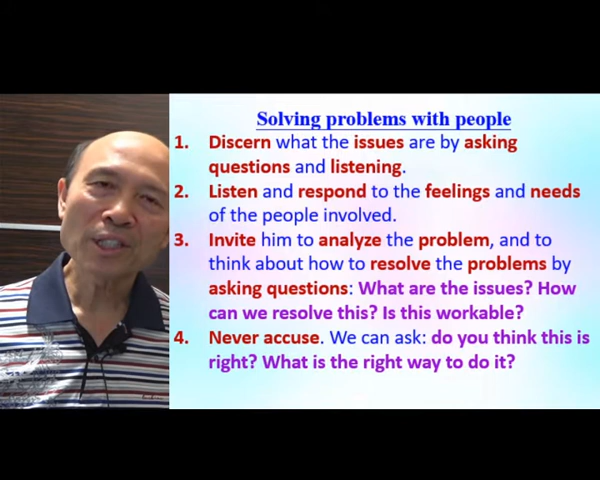 Solving problems with people
1. Discern what the issues are by asking
questions and listening.
2. Listen and respond to the feelings and needs
of the people involved.
3. Invite him to analyze the problem, and to
think about how to resolve the problems by
asking questions: What are the issues? How
can we resolve this? Is this workable?
4. Never accuse. We can ask: do you think this is
right? What is the right way to do it?